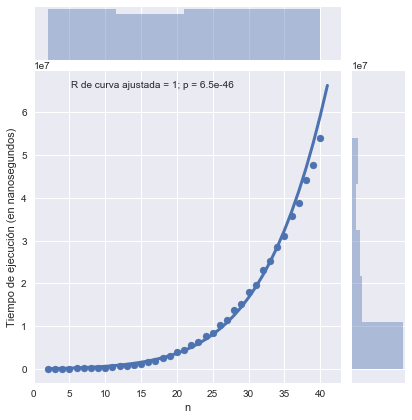 1e7
1e7
R de curva ajustada = 1; p = 6.5e-46
Tiempo de ejecución (en nanosegundos)
7
6
5
4
3
2
1
0
0 5 10 15 20 25 30 35 40
n